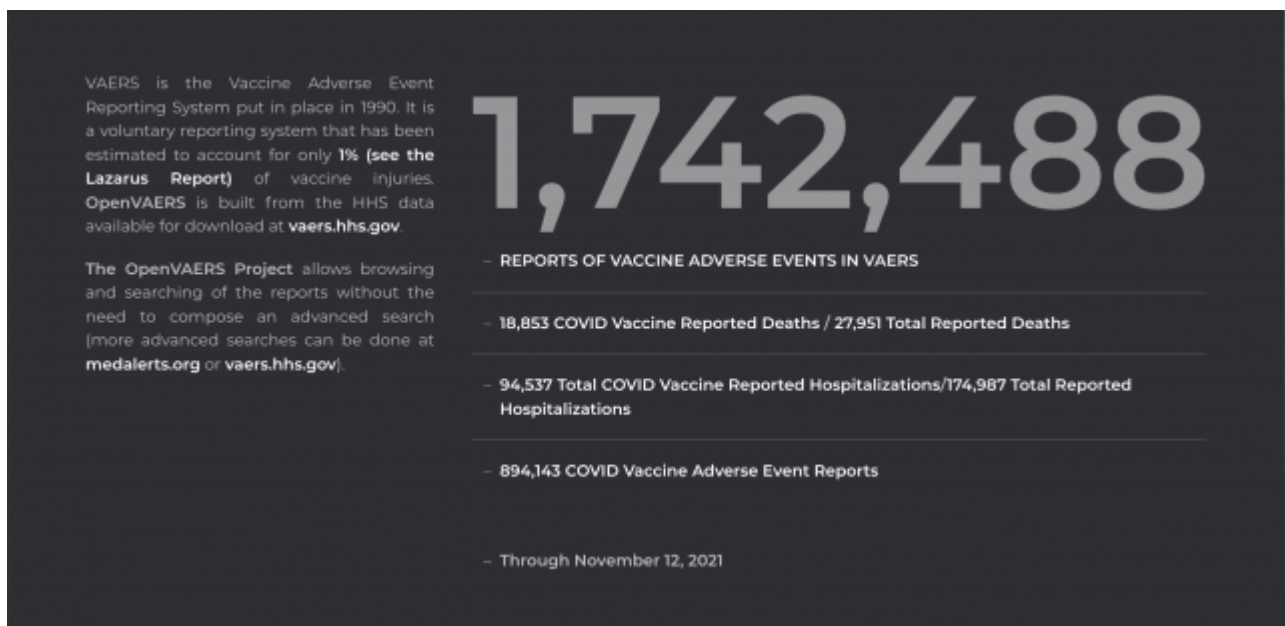 VAERS is the Vaccine Adverse Event
Reporting System put in place in 1990. It is
a voluntary reporting system that has been
estimated to account for only 1% (see the
Lazarus Report) of vaccine injuries.
OpenVAERS is built from the HHS data
available for download at vaers.hhs.gov.
The OpenVAERS Project allows browsing
and searching of the reports without the
need to compose an advanced search
(more advanced searches can be done at
medalerts.org or vaers.hhs.gov).
1,742,488
– REPORTS OF VACCINE ADVERSE EVENTS IN VAERS
– 18,853 COVID Vaccine Reported Deaths / 27,951 Total Reported Deaths
– 94,537 Total COVID Vaccine Reported Hospitalizations/174,987 Total Reported
Hospitalizations
– 894,143 COVID Vaccine Adverse Event Reports
– Through November 12, 2021